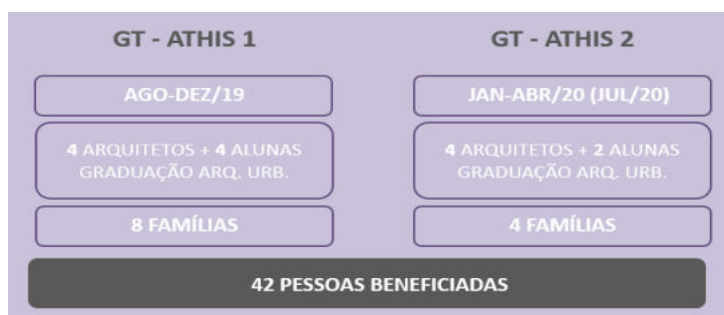 GT - ATHIS 1
AGO-DEZ/19
4 ARQUITETOS + 4 ALUNAS
GRADUAÇÃO ARQ. URB.
8 FAMÍLIAS
GT - ATHIS 2
JAN-ABR/20 (JUL/20)
4 ARQUITETOS + 2 ALUNAS
GRADUAÇÃO ARQ. URB.
4 FAMÍLIAS
42 PESSOAS BENEFICIADAS